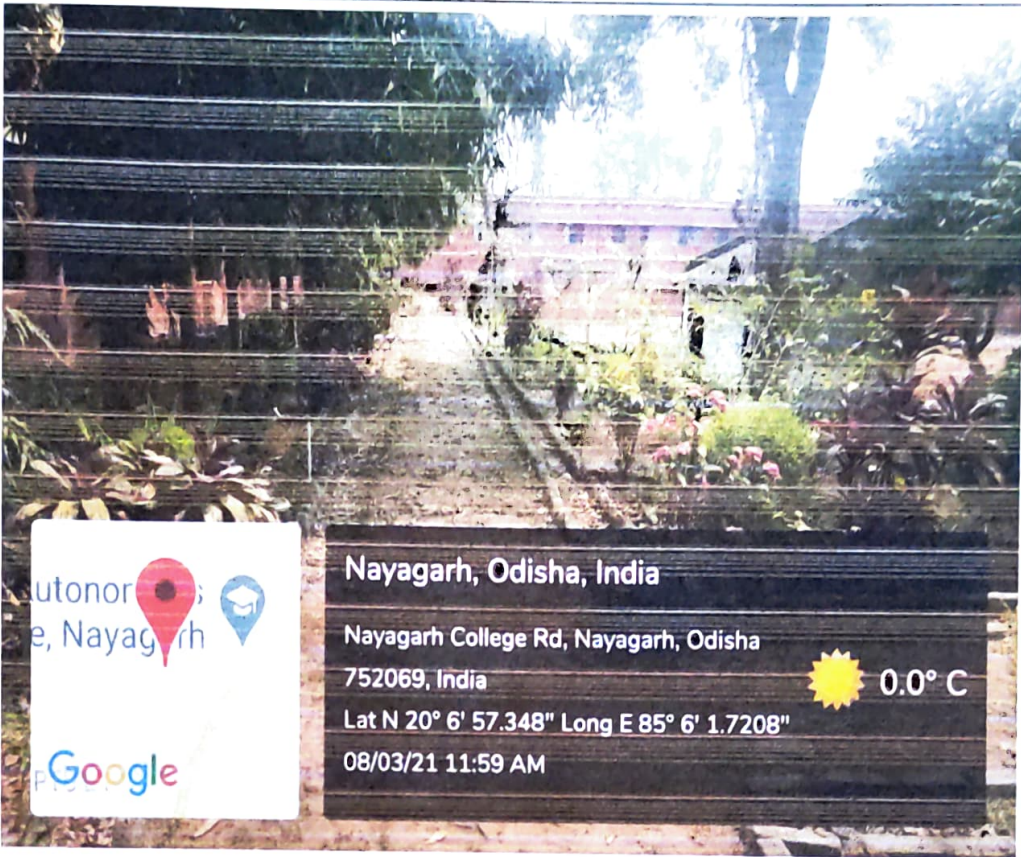 utonor s
e, Nayag rh
Google
Nayagarh, Odisha, India
Nayagarh College Rd, Nayagarh, Odisha
752069, India
0.0° C
Lat N 20° 6' 57.348" Long E 85° 6' 1.7208"
08/03/21 11:59 AM